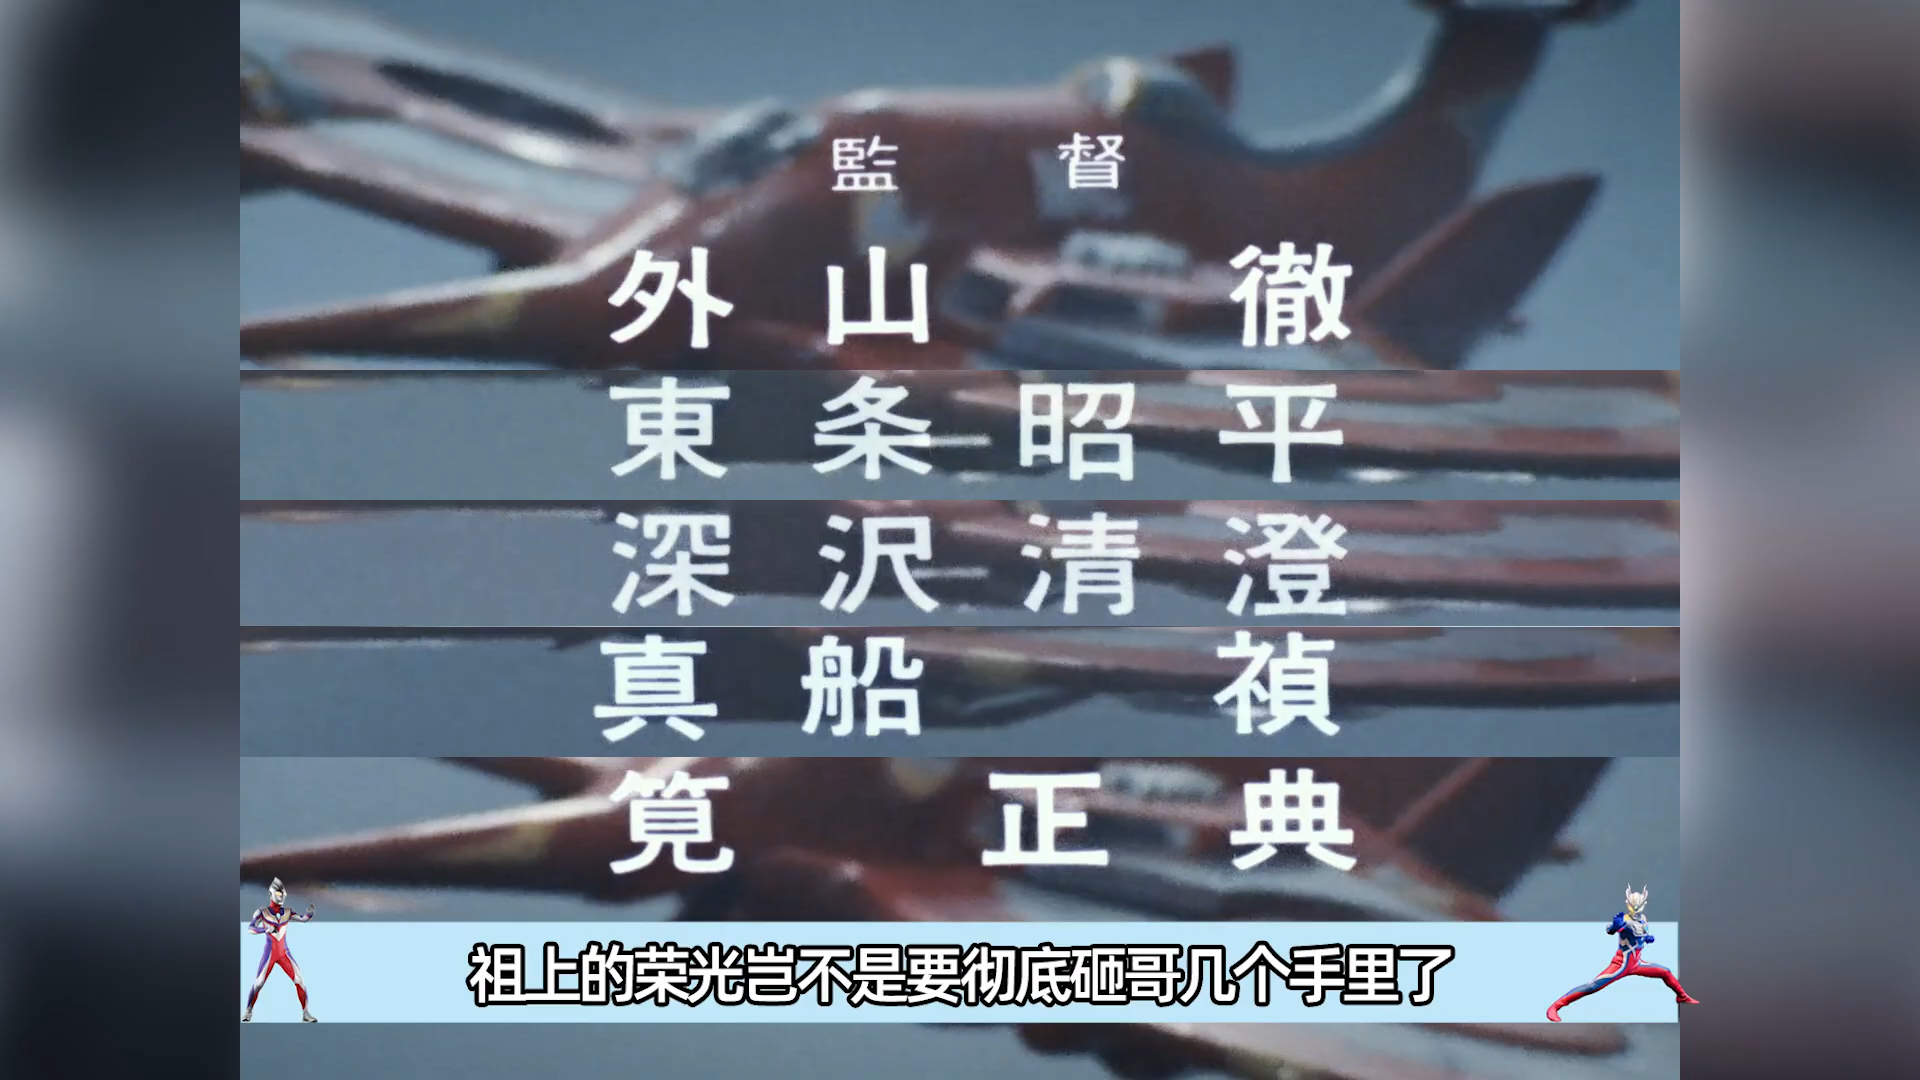 監督
外山徹
東条昭平
深沢清澄
真船禎
筧正典
祖上的荣光岂不是要彻底砸哥几个手里了